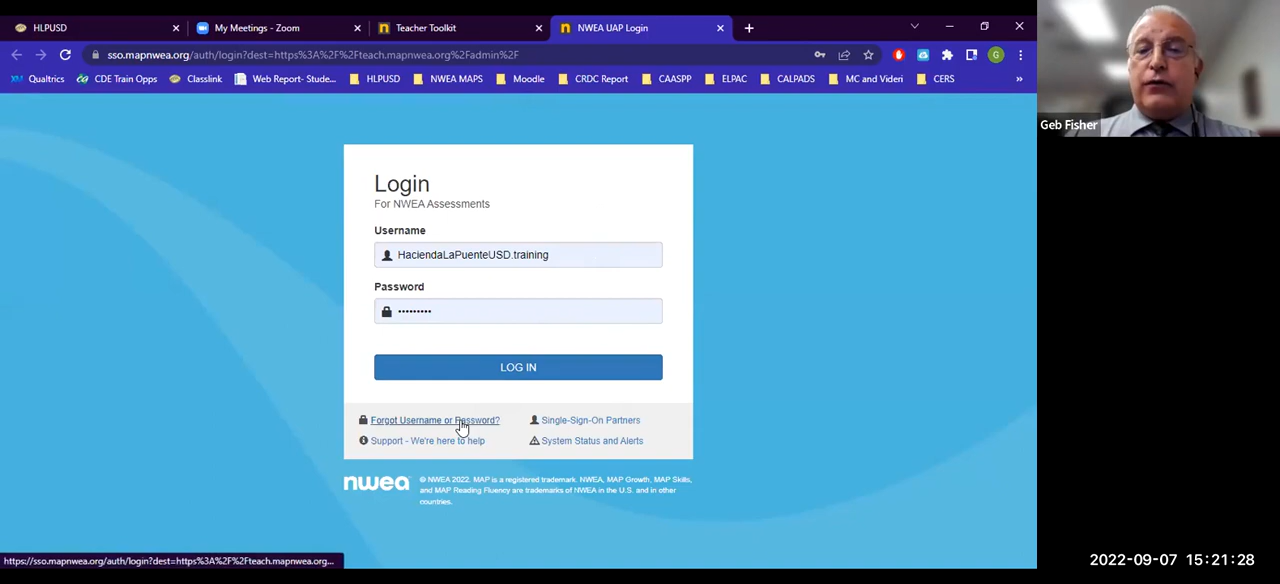 HLPUSD
My Meetings - Zoom
Teacher Toolkit
NWEA UAP Login
sso.mapnwea.org/auth/login?dest=https%3A%2F%2Fteach.mapnwea.org%2Fadmin%2F
G
Qualtrics
CDE Train Opps
Classlink
Web Report- Stude...
HLPUSD
NWEA MAPS
Moodle
CRDC Report
CAASPP
ELPAC
CALPADS
MC and Videri
CERS
»
Geb Fisher
Login
For NWEA Assessments
Username
HaciendaLaPuenteUSD.training
Password
•••••••••
LOG IN
Forgot Username or Password?
Single-Sign-On Partners
Support - We're here to help
System Status and Alerts
nwea
© NWEA 2022. MAP is a registered trademark. NWEA, MAP Growth, MAP Skills,
and MAP Reading Fluency are trademarks of NWEA in the U.S. and in other
countries.
https://sso.mapnwea.org/auth/login?dest=https%3A%2F%2Fteach.mapnwea.org...
2022-09-07 15:21:28